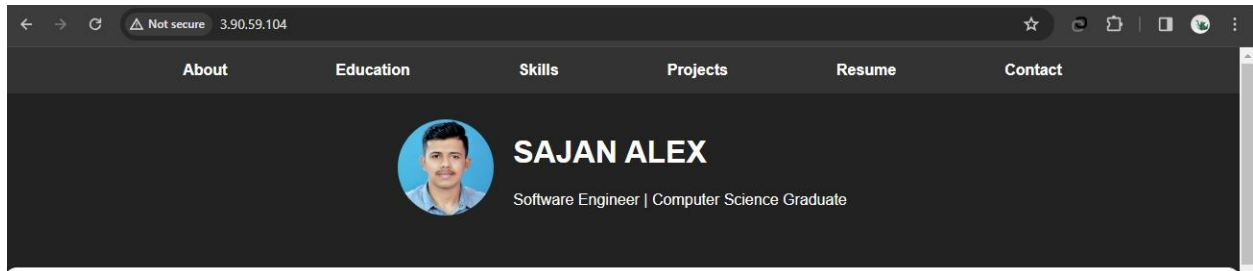 Not secure 3.90.59.104
About Education Skills Projects Resume Contact
SAJAN ALEX
Software Engineer | Computer Science Graduate